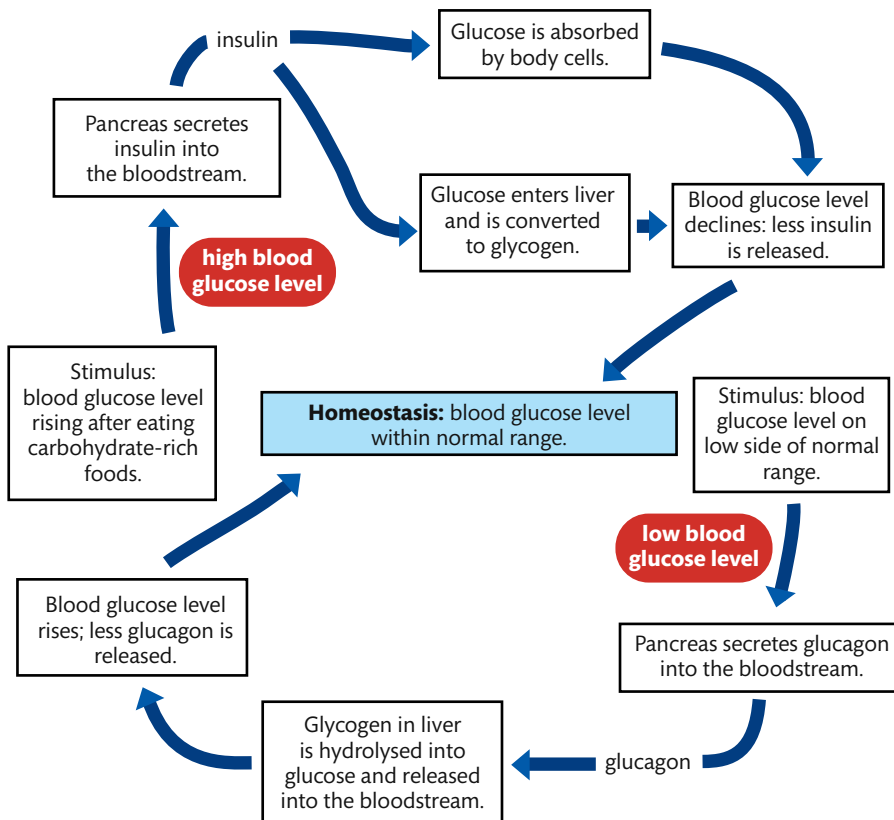 insulin
Glucose is absorbed
by body cells.
Pancreas secretes
insulin into
the bloodstream.
Glucose enters liver
and is converted
to glycogen.
Blood glucose level
declines: less insulin
is released.
high blood
glucose level
Stimulus:
blood glucose level
rising after eating
carbohydrate-rich
foods.
Homeostasis: blood glucose level
within normal range.
Stimulus: blood
glucose level on
low side of normal
range.
low blood
glucose level
Blood glucose level
rises; less glucagon is
released.
Pancreas secretes glucagon
into the bloodstream.
Glycogen in liver
is hydrolysed into
glucose and released
into the bloodstream.
glucagon